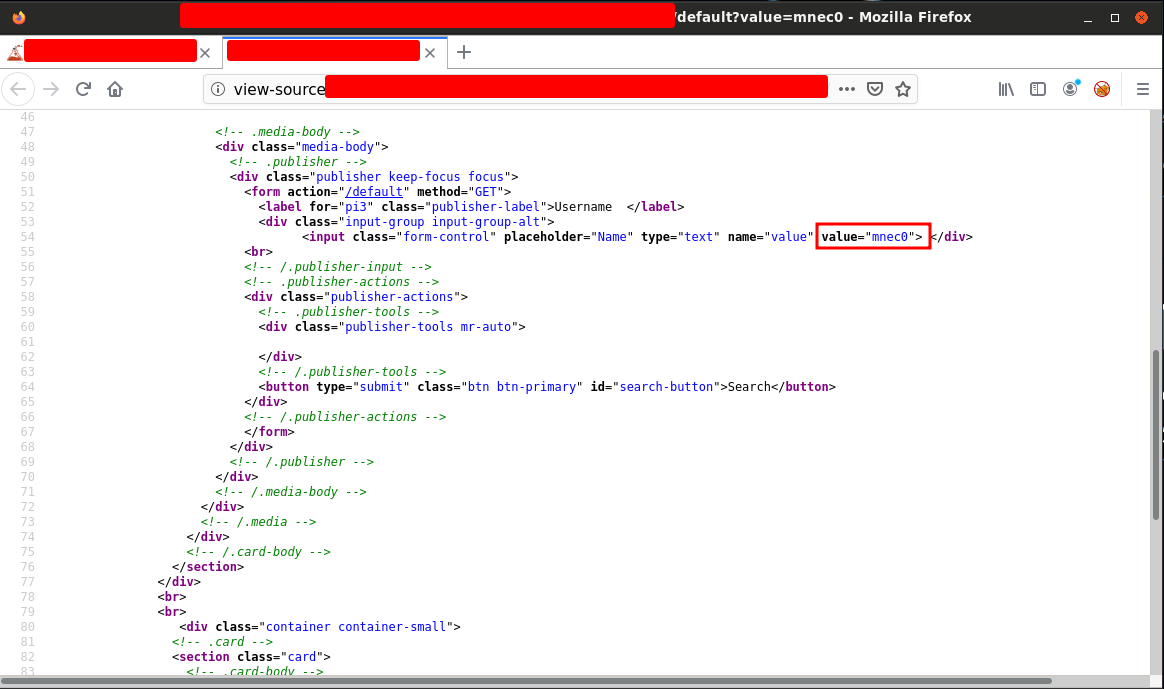 /default?value=mnec0 - Mozilla Firefox
view-source
46
47 <!-- .media-body -->
48 <div class="media-body">
49 <!-- .publisher -->
50 <div class="publisher keep-focus focus">
51 <form action="/default" method="GET">
52 <label for="pi3" class="publisher-label">Username  </label>
53 <div class="input-group input-group-alt">
54 <input class="form-control" placeholder="Name" type="text" name="value" value="mnec0"> </div>
55 <br>
56 <!-- /.publisher-input -->
57 <!-- .publisher-actions -->
58 <div class="publisher-actions">
59 <!-- .publisher-tools -->
60 <div class="publisher-tools mr-auto">
61
62 </div>
63 <!-- /.publisher-tools -->
64 <button type="submit" class="btn btn-primary" id="search-button">Search</button>
65 </div>
66 <!-- /.publisher-actions -->
67 </form>
68 </div>
69 <!-- /.publisher -->
70 </div>
71 <!-- /.media-body -->
72 </div>
73 <!-- /.media -->
74 </div>
75 <!-- /.card-body -->
76 </section>
77 </div>
78 <br>
79 <br>
80 <div class="container container-small">
81 <!-- .card -->
82 <section class="card">
83 <!-- .card-body -->